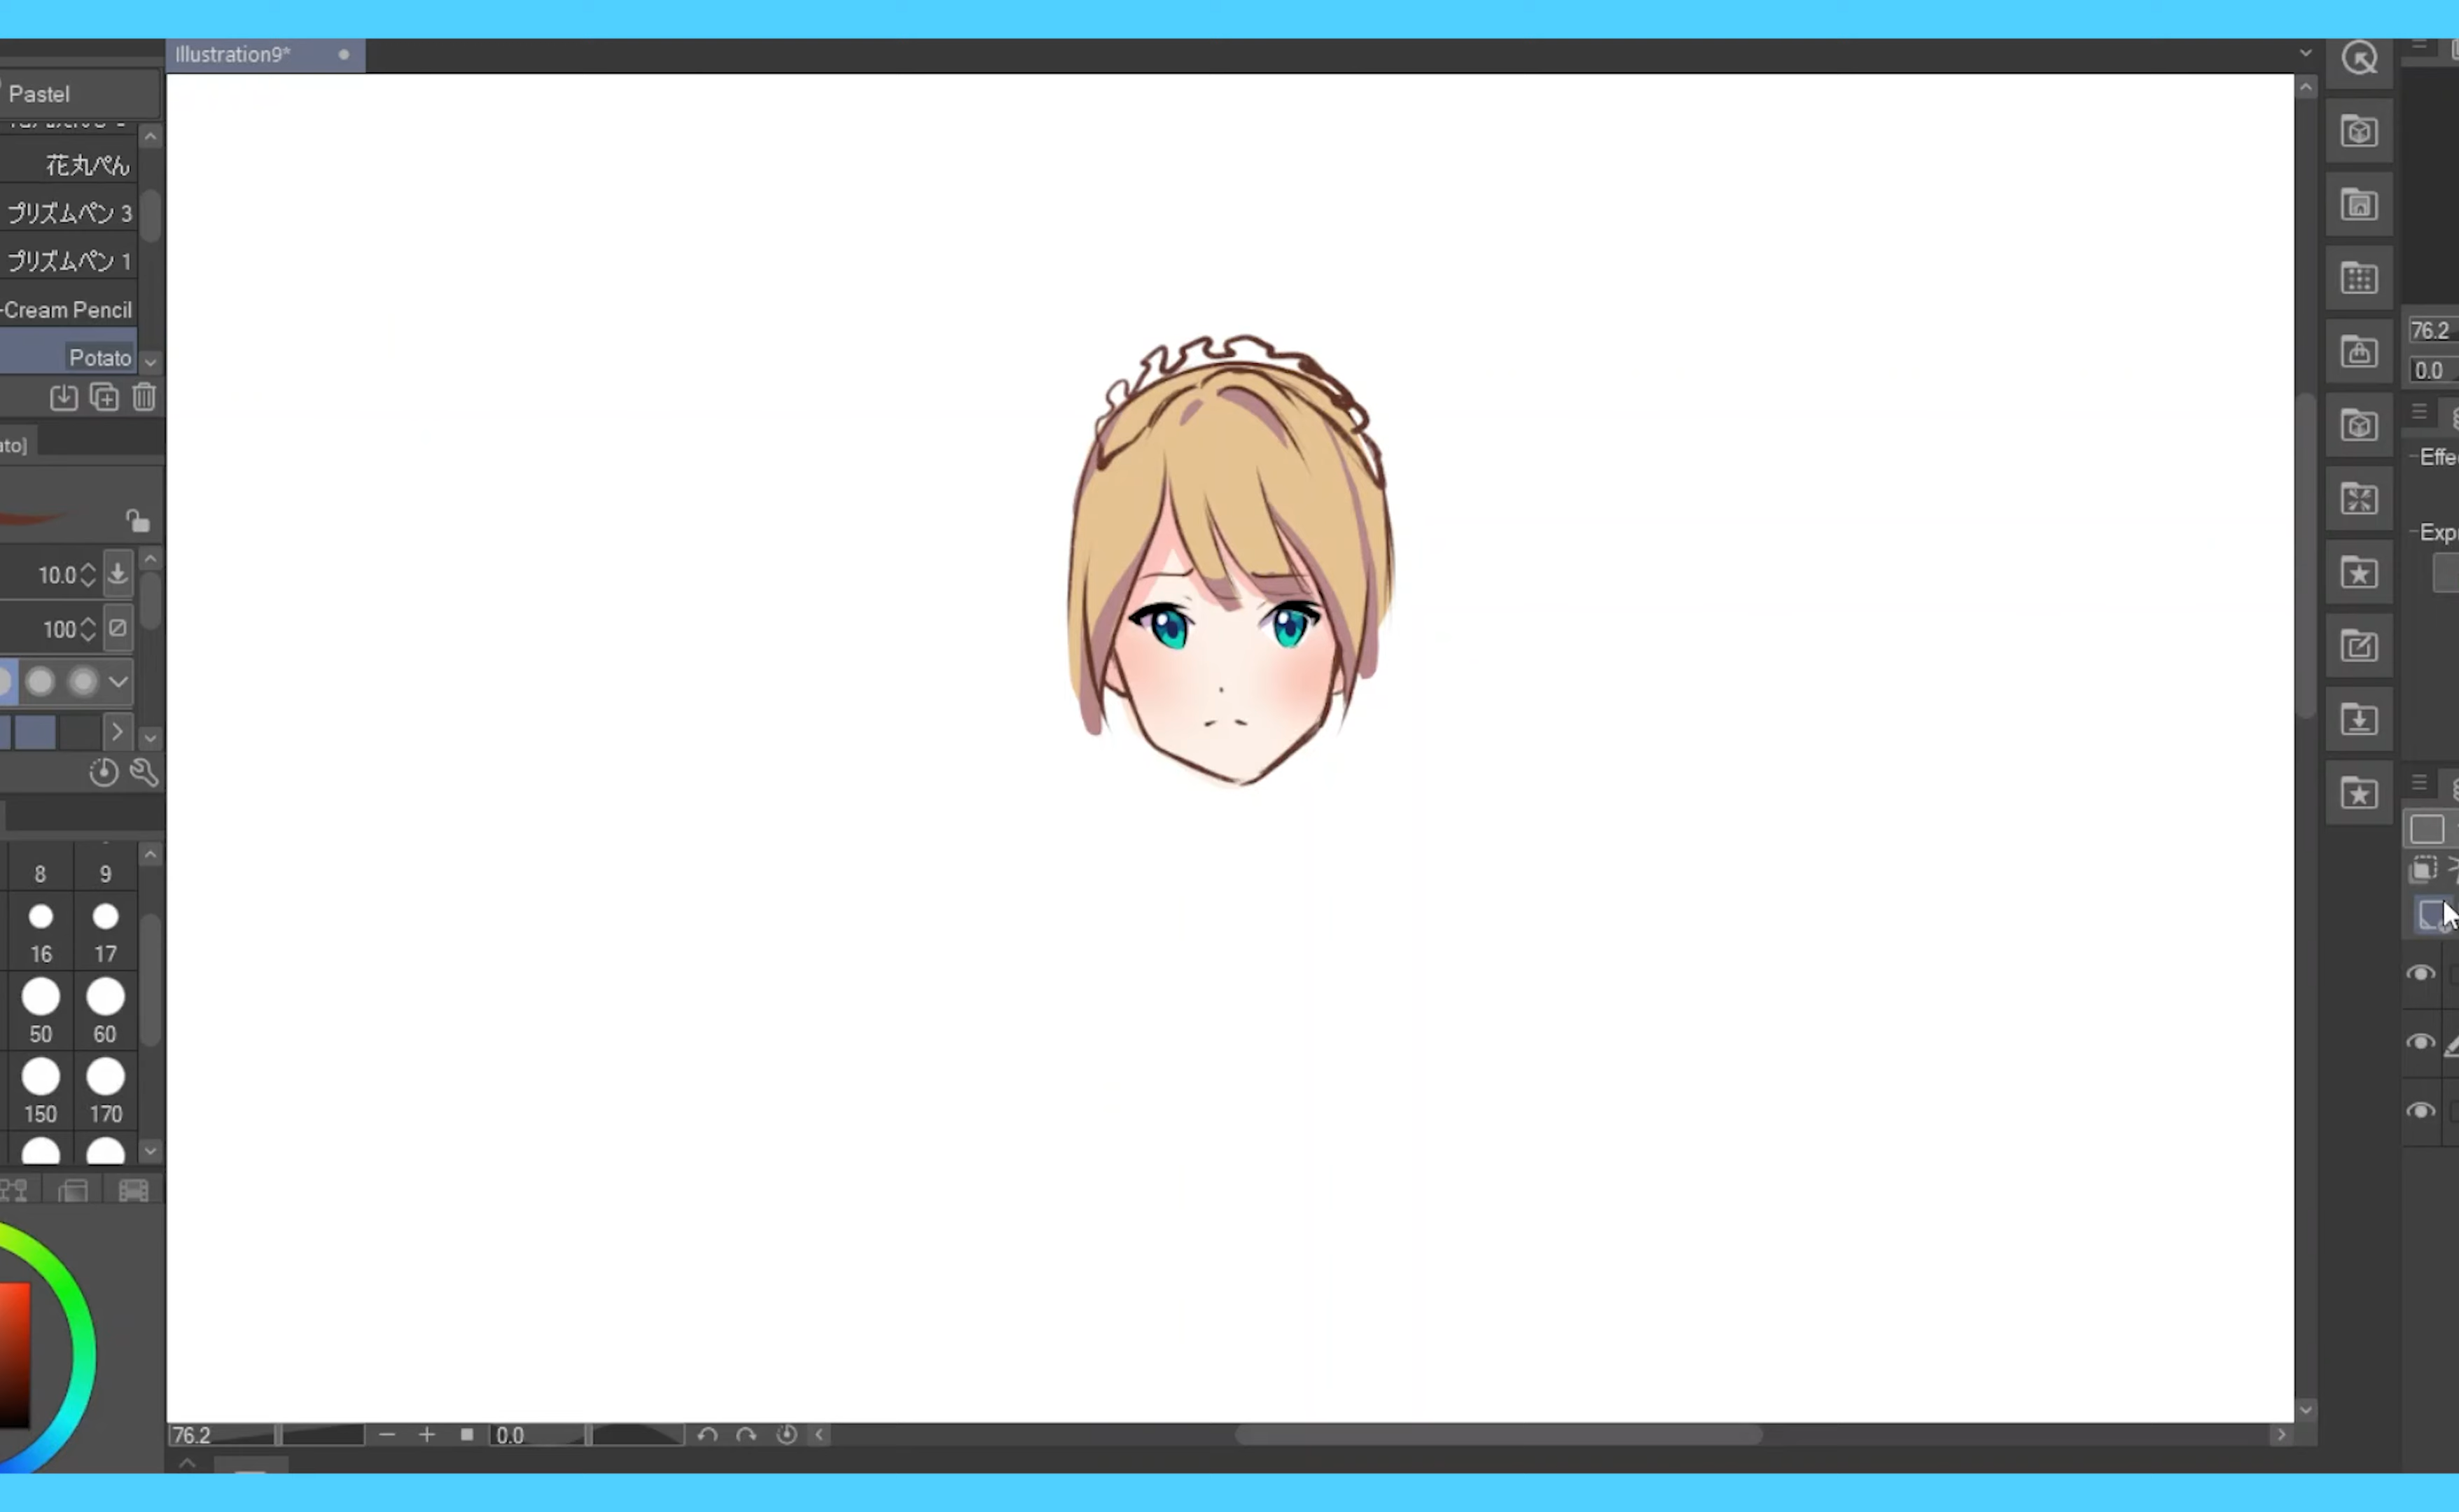 Illustration9*
Pastel
花丸ぺん
プリズムペン 3
プリズムペン 1
-Cream Pencil
Potato
ato]
10.0
100
8 9
16 17
50 60
150 170
76.2 0.0
76.2
0.0
Effe
Expr